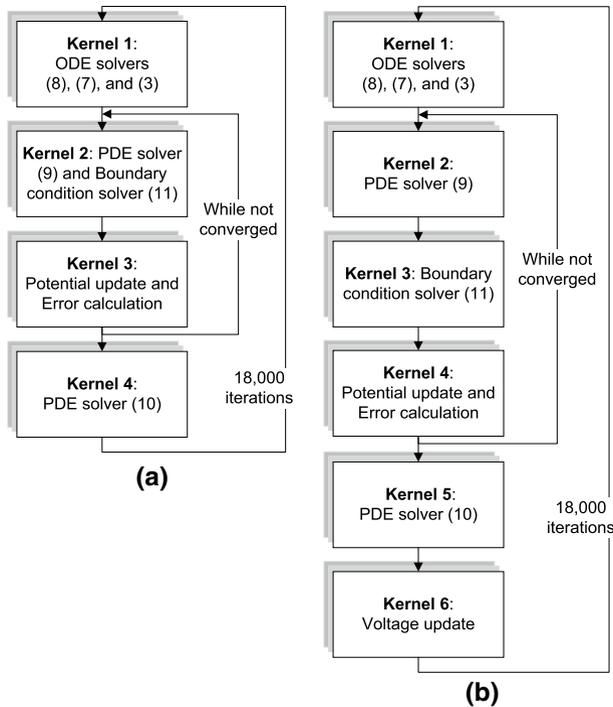 Kernel 1:
ODE solvers
(8), (7), and (3)
Kernel 2: PDE solver
(9) and Boundary
condition solver (11)
While not
converged
Kernel 3:
Potential update and
Error calculation
Kernel 4:
PDE solver (10)
18,000
iterations
(a)
Kernel 1:
ODE solvers
(8), (7), and (3)
Kernel 2:
PDE solver (9)
While not
converged
Kernel 3: Boundary
condition solver (11)
Kernel 4:
Potential update and
Error calculation
Kernel 5:
PDE solver (10)
18,000
iterations
Kernel 6:
Voltage update
(b)